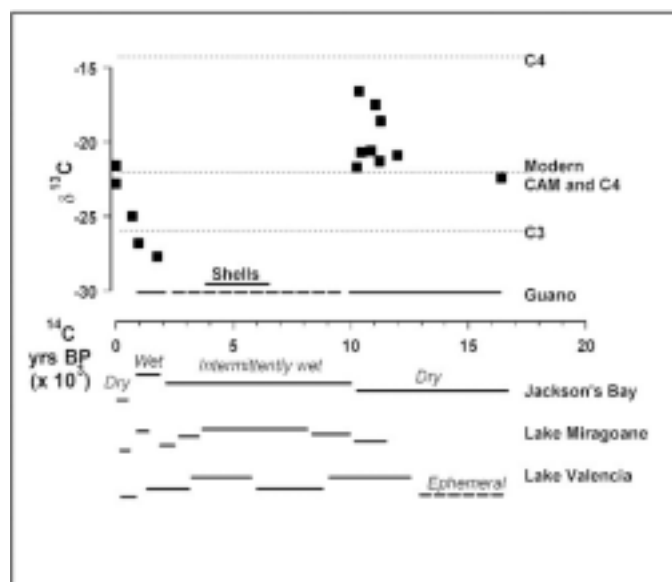 C4
-15
-20
Modern
CAM and C4
δ ¹³C
-25
C3
Shells
-30
Guano
¹⁴C
yrs BP
(x 10³)
0
5
10
15
20
Wet
Intermittently wet
Dry
Dry
Jackson's Bay
Lake Miragoane
Lake Valencia
Ephemeral